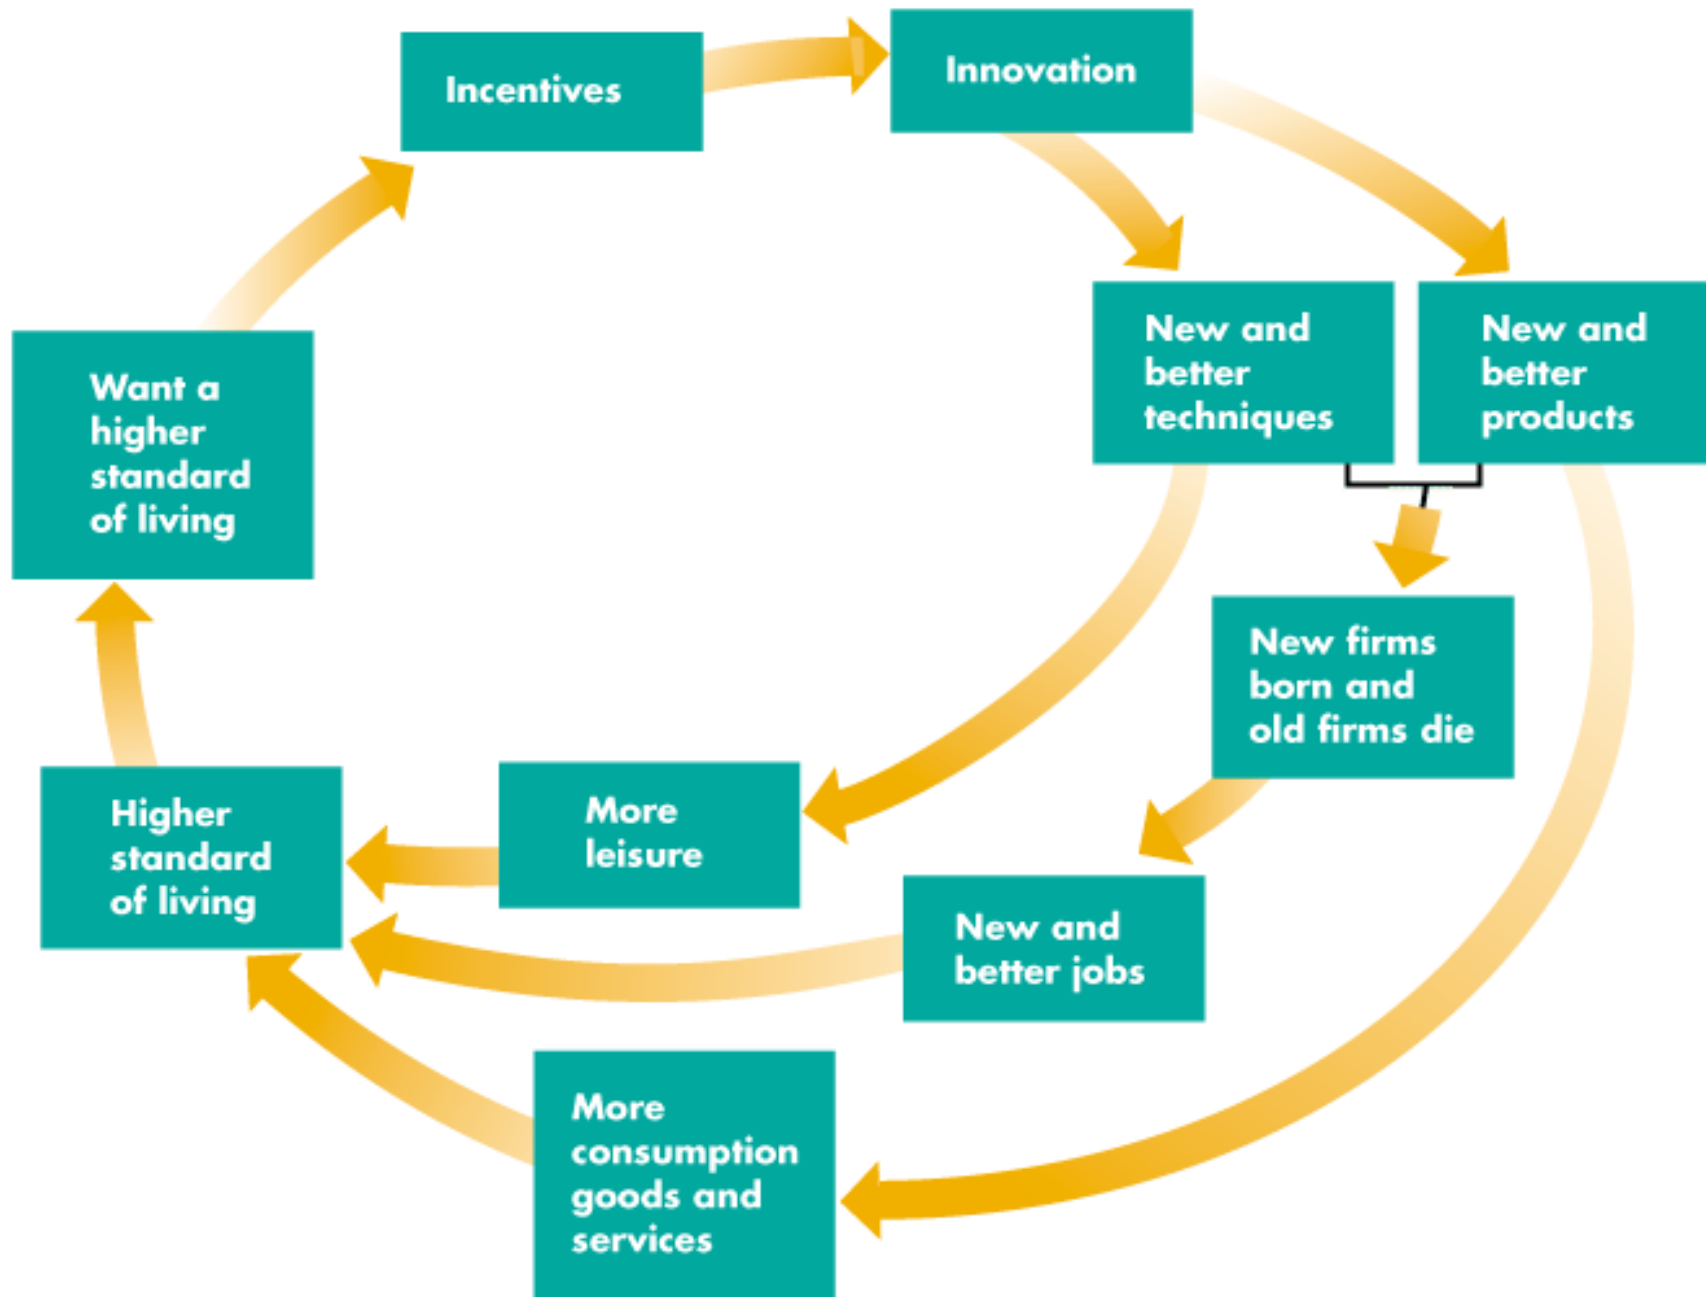 Incentives
Innovation
New and
better
techniques
New and
better
products
Want a
higher
standard
of living
New firms
born and
old firms die
Higher
standard
of living
More
leisure
New and
better jobs
More
consumption
goods and
services